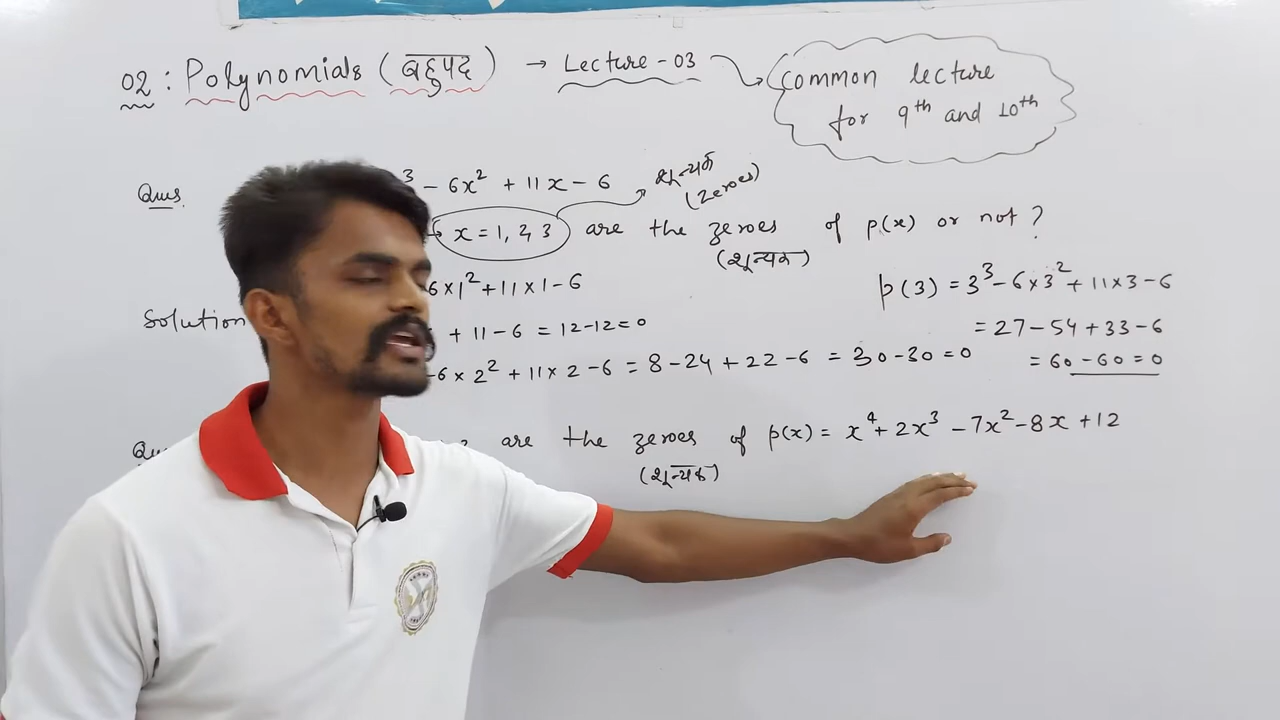 02 : Polynomials (बहुपद) → Lecture - 03
common lecture
for 9th and 10th
Ques. ³ - 6x² + 11x - 6
शून्यक
(zeroes)
x = 1, 2, 3 are the zeroes of p(x) or not ?
(शून्यक)
Solution 6×1² + 11×1 - 6
+ 11 - 6 = 12 - 12 = 0
-6×2² + 11×2 - 6 = 8 - 24 + 22 - 6 = 30 - 30 = 0
p(3) = 3³ - 6×3² + 11×3 - 6
= 27 - 54 + 33 - 6
= 60 - 60 = 0
are the zeroes of p(x) = x⁴ + 2x³ - 7x² - 8x + 12
(शून्यक)